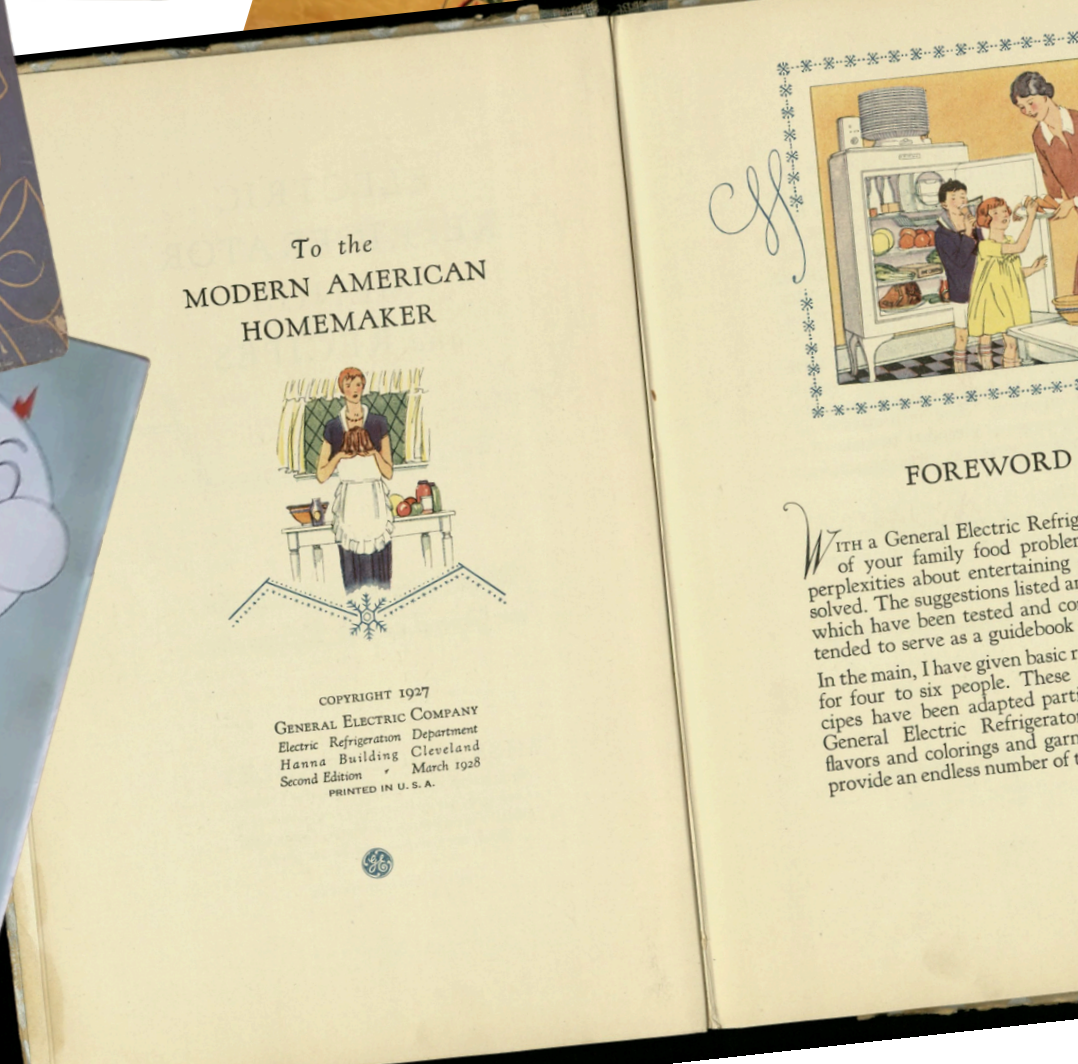 To the
MODERN AMERICAN
HOMEMAKER
COPYRIGHT 1927
GENERAL ELECTRIC COMPANY
Electric Refrigeration Department
Hanna Building Cleveland
Second Edition , March 1928
PRINTED IN U. S. A.
GE
FOREWORD
WITH a General Electric Refrig
of your family food problem
perplexities about entertaining
solved. The suggestions listed a
which have been tested and co
tended to serve as a guidebook
In the main, I have given basic r
for four to six people. These
cipes have been adapted parti
General Electric Refrigerator
flavors and colorings and garn
provide an endless number of t